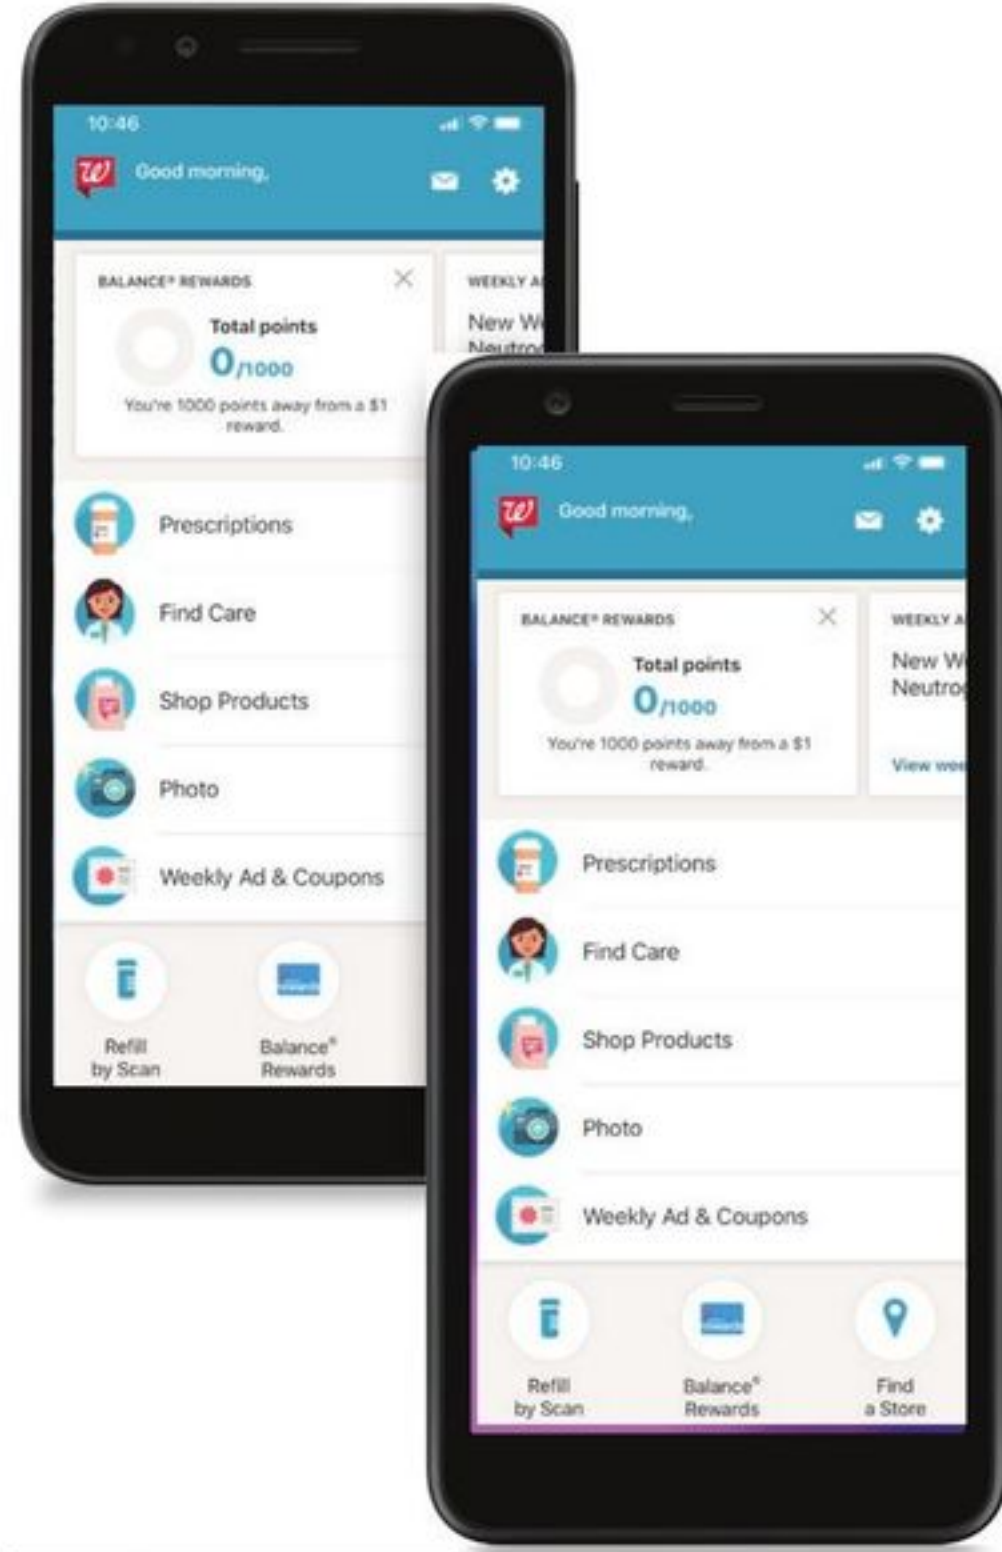 10:46
Good morning,
BALANCE® REWARDS
Total points
0/1000
You're 1000 points away from a $1
reward.
WEEKLY
New
Prescriptions
Find Care
Shop Products
Photo
Weekly Ad & Coupons
Refill
by Scan
Balance®
Rewards
10:46
Good morning,
BALANCE® REWARDS
Total points
0/1000
You're 1000 points away from a $1
reward.
WEEKLY
New
View
Prescriptions
Find Care
Shop Products
Photo
Weekly Ad & Coupons
Refill
by Scan
Balance®
Rewards
Find
a Store